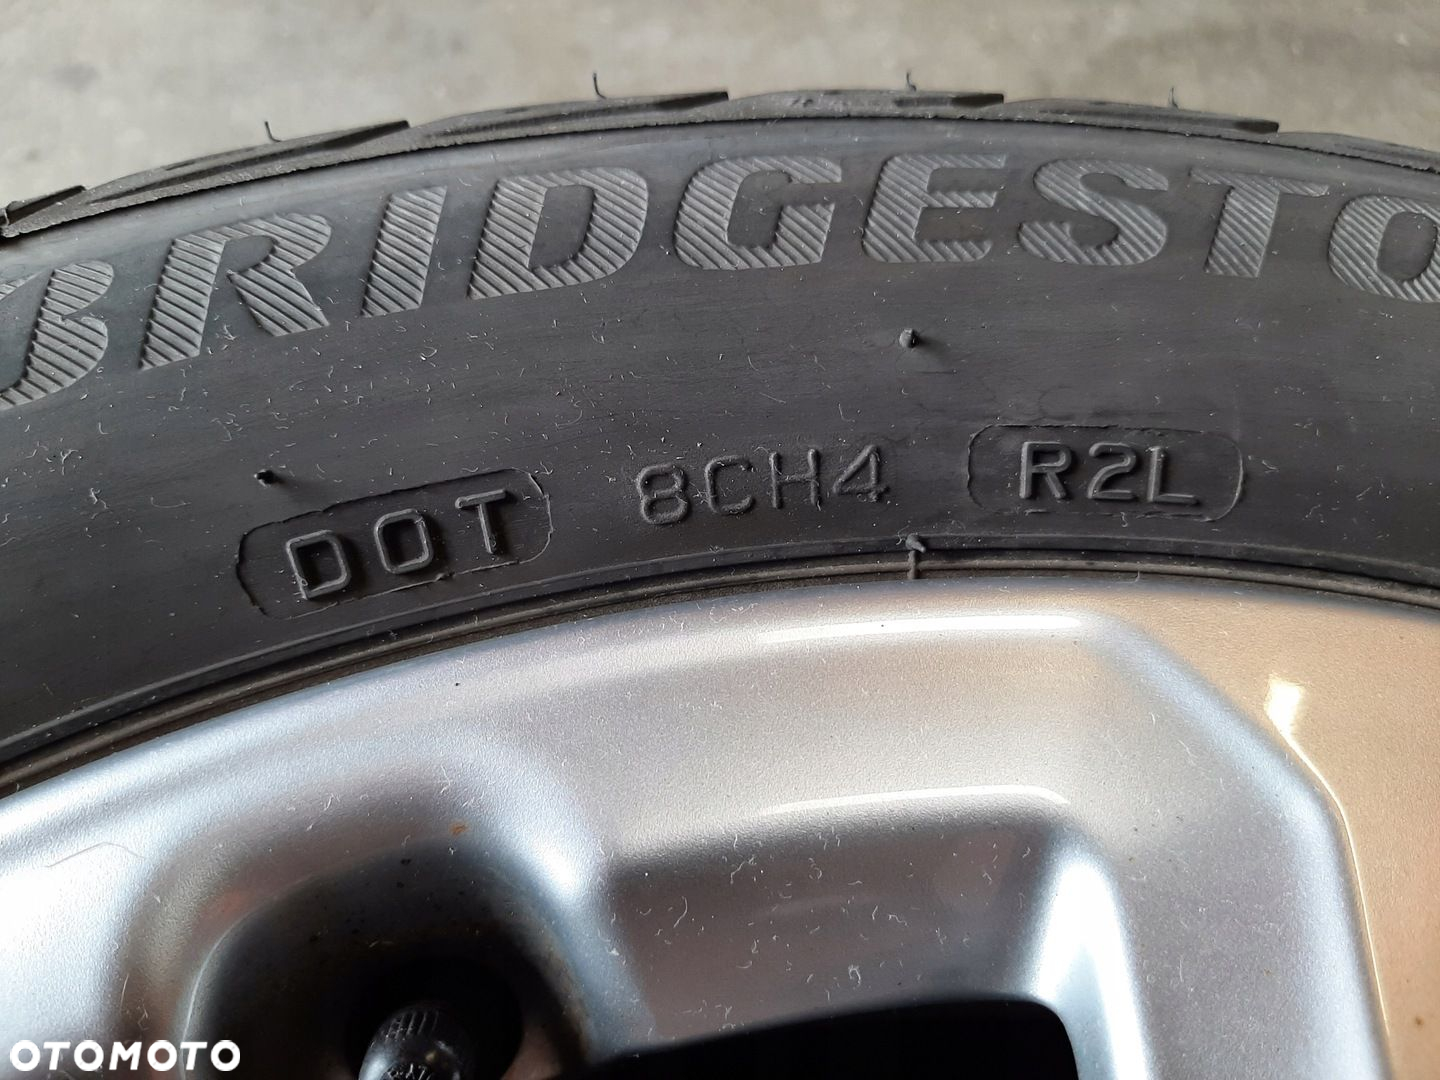 BRIDGESTO
DOT 8CH4 R2L
OTOMOTO